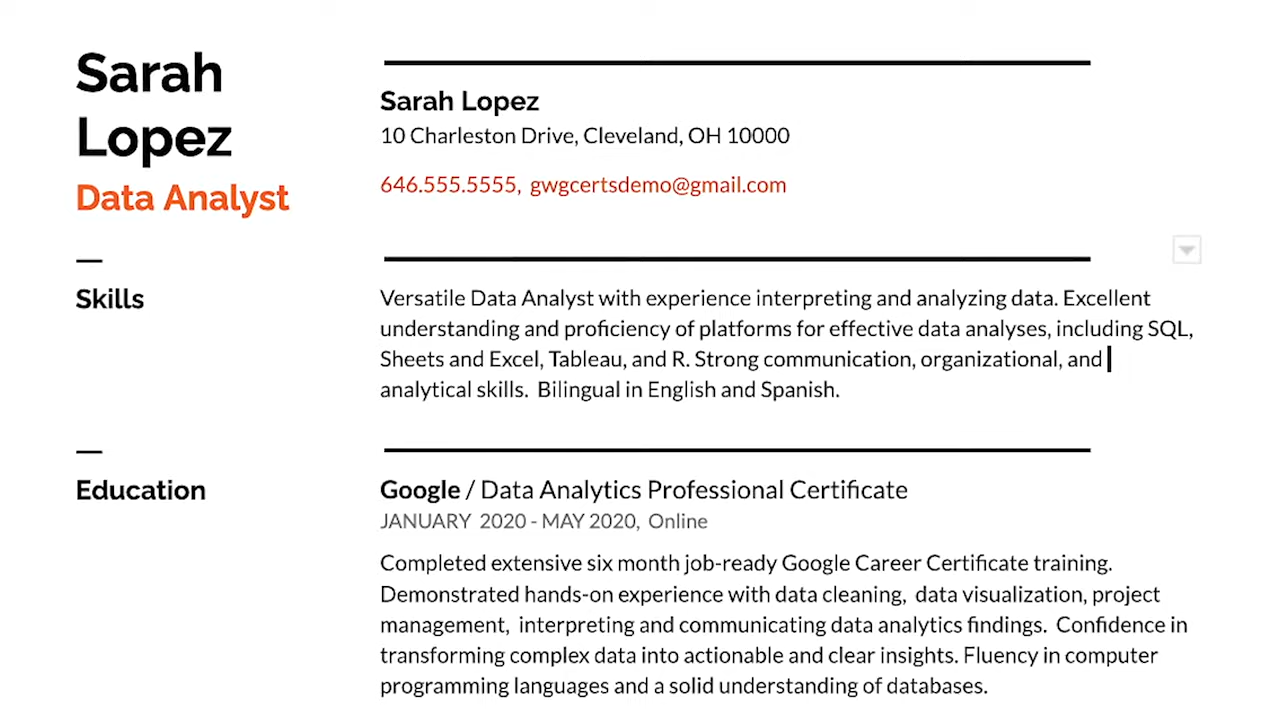 Sarah
Lopez
Data Analyst
Sarah Lopez
10 Charleston Drive, Cleveland, OH 10000
646.555.5555, gwgcertsdemo@gmail.com
Skills
Versatile Data Analyst with experience interpreting and analyzing data. Excellent
understanding and proficiency of platforms for effective data analyses, including SQL,
Sheets and Excel, Tableau, and R. Strong communication, organizational, and
analytical skills.  Bilingual in English and Spanish.
Education
Google / Data Analytics Professional Certificate
JANUARY  2020 - MAY 2020,  Online
Completed extensive six month job-ready Google Career Certificate training.
Demonstrated hands-on experience with data cleaning,  data visualization, project
management,  interpreting and communicating data analytics findings.  Confidence in
transforming complex data into actionable and clear insights. Fluency in computer
programming languages and a solid understanding of databases.